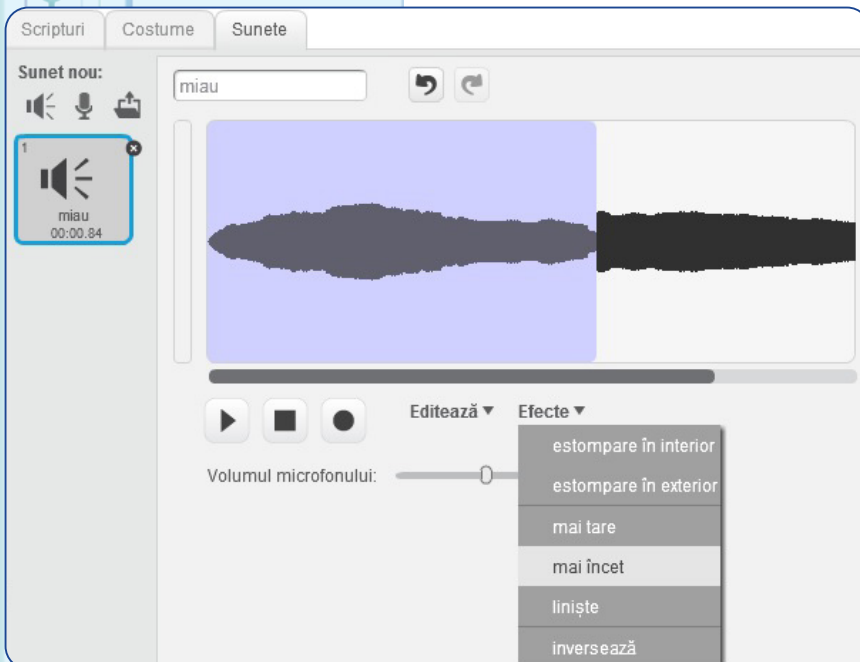 Scripturi Costume Sunete
Sunet nou:
miau
1
miau
00:00.84
Editează ▼ Efecte ▼
Volumul microfonului:
estompare în interior
estompare în exterior
mai tare
mai încet
liniște
inversează